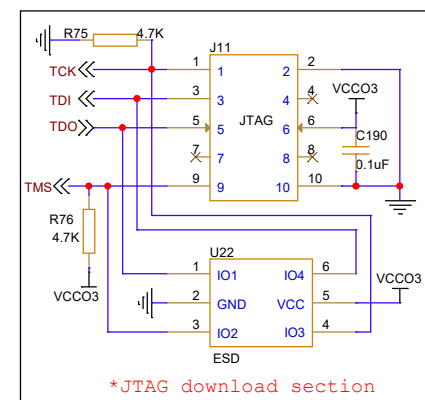 R75 4.7K
J11
TCK 1 1 2 2
VCCO3
TDI 3 3 4 4
TDO 5 5 JTAG 6 6
C190
7 7 8 8
0.1uF
TMS 9 9 10 10
R76
4.7K
U22
VCCO3
1 IO1 IO4 6
VCCO3
2 GND VCC 5
3 IO2 IO3 4
ESD
*JTAG download section